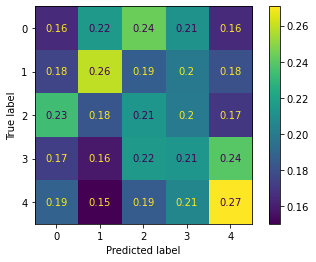 0 0.16 0.22 0.24 0.21 0.16
1 0.18 0.26 0.19 0.2 0.18
2 0.23 0.18 0.21 0.2 0.17
3 0.17 0.16 0.22 0.21 0.24
4 0.19 0.15 0.19 0.21 0.27
0 1 2 3 4
True label
Predicted label
0.26
0.24
0.22
0.20
0.18
0.16